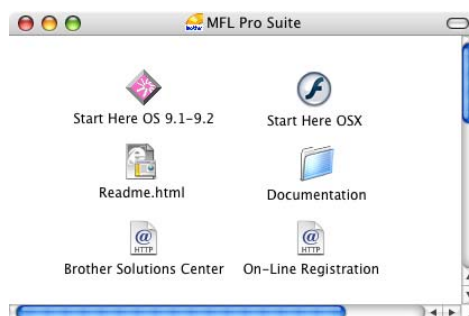 MFL Pro Suite
Start Here OS 9.1-9.2
Start Here OSX
Readme.html
Documentation
@
HTTP
@
HTTP
Brother Solutions Center
On-Line Registration